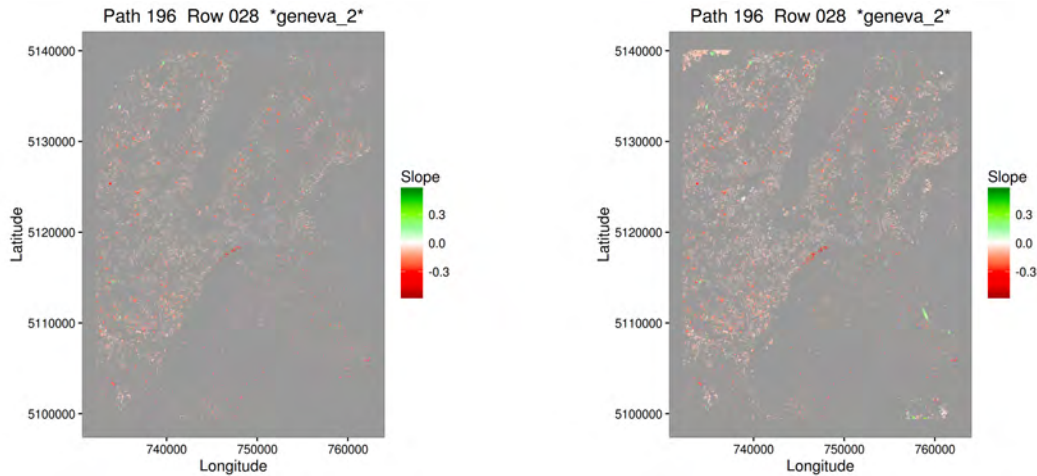 Path 196 Row 028 *geneva_2*
5140000
5130000
5120000
5110000
5100000
Latitude
740000 750000 760000
Longitude
Slope
0.3
0.0
-0.3
Path 196 Row 028 *geneva_2*
5140000
5130000
5120000
5110000
5100000
Latitude
740000 750000 760000
Longitude
Slope
0.3
0.0
-0.3